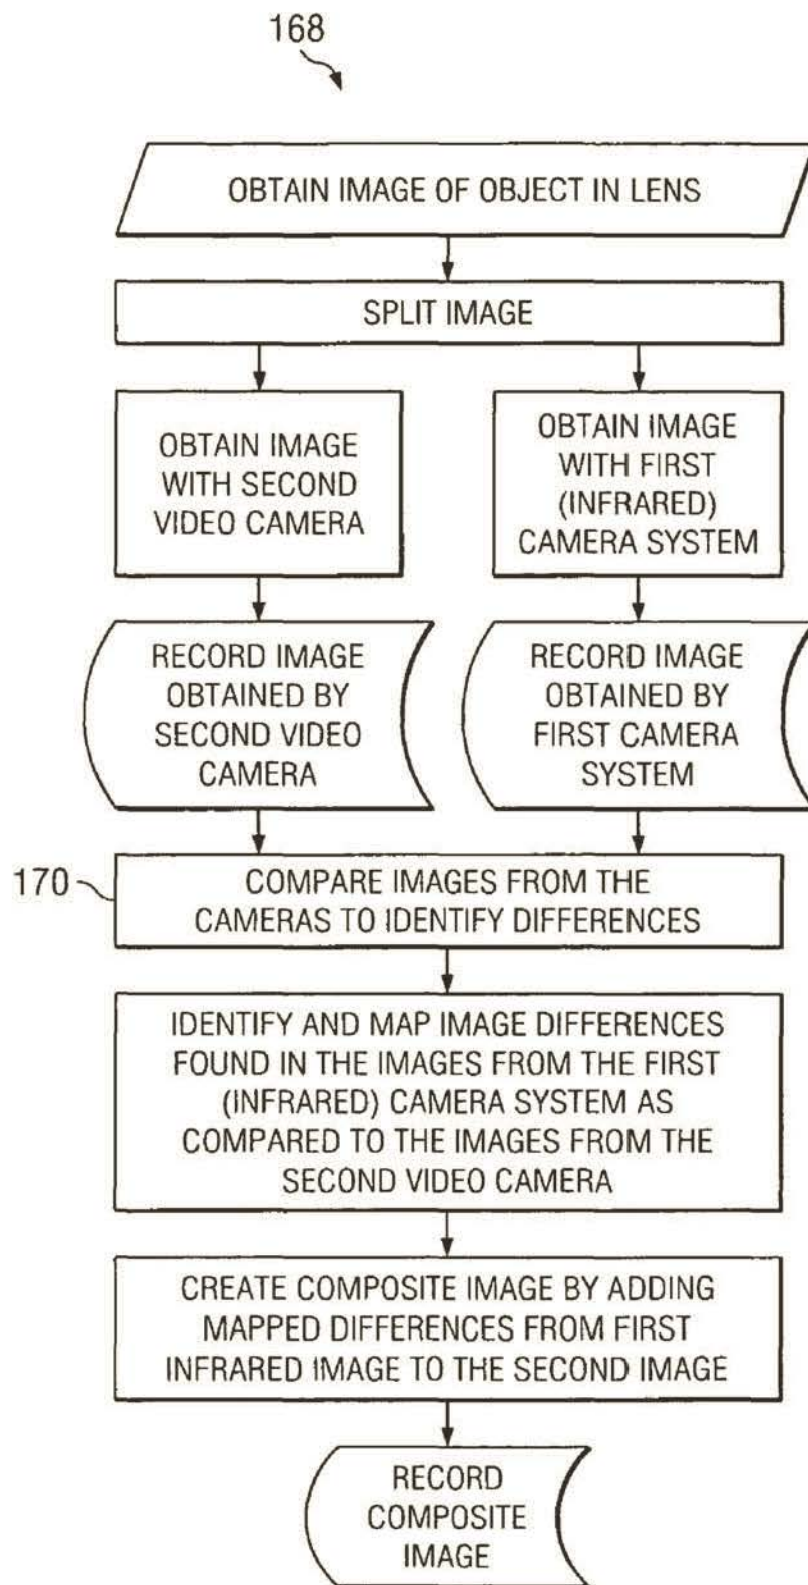 168
OBTAIN IMAGE OF OBJECT IN LENS
SPLIT IMAGE
OBTAIN IMAGE
WITH SECOND
VIDEO CAMERA
OBTAIN IMAGE
WITH FIRST
(INFRARED)
CAMERA SYSTEM
RECORD IMAGE
OBTAINED BY
SECOND VIDEO
CAMERA
RECORD IMAGE
OBTAINED BY
FIRST CAMERA
SYSTEM
170
COMPARE IMAGES FROM THE
CAMERAS TO IDENTIFY DIFFERENCES
IDENTIFY AND MAP IMAGE DIFFERENCES
FOUND IN THE IMAGES FROM THE FIRST
(INFRARED) CAMERA SYSTEM AS
COMPARED TO THE IMAGES FROM THE
SECOND VIDEO CAMERA
CREATE COMPOSITE IMAGE BY ADDING
MAPPED DIFFERENCES FROM FIRST
INFRARED IMAGE TO THE SECOND IMAGE
RECORD
COMPOSITE
IMAGE